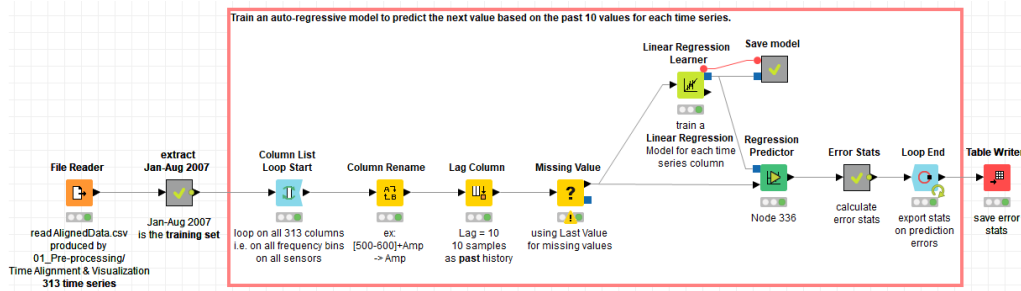 Train an auto-regressive model to predict the next value based on the past 10 values for each time series.
Linear Regression
Learner
Save model
train a
Linear Regression
Model for each time
series column
File Reader
readAlignedData.csv
produced by
01_Pre-processing/
Time Alignment & Visualization
313 time series
extract
Jan-Aug 2007
Jan-Aug 2007
is the training set
Column List
Loop Start
loop on all 313 columns
i.e. on all frequency bins
on all sensors
Column Rename
ex:
[500-600]+Amp
-> Amp
Lag Column
Lag = 10
10 samples
as past history
Missing Value
?
using Last Value
for missing values
Regression
Predictor
Node 336
Error Stats
calculate
error stats
Loop End
export stats
on prediction
errors
Table Writer
save error
stats